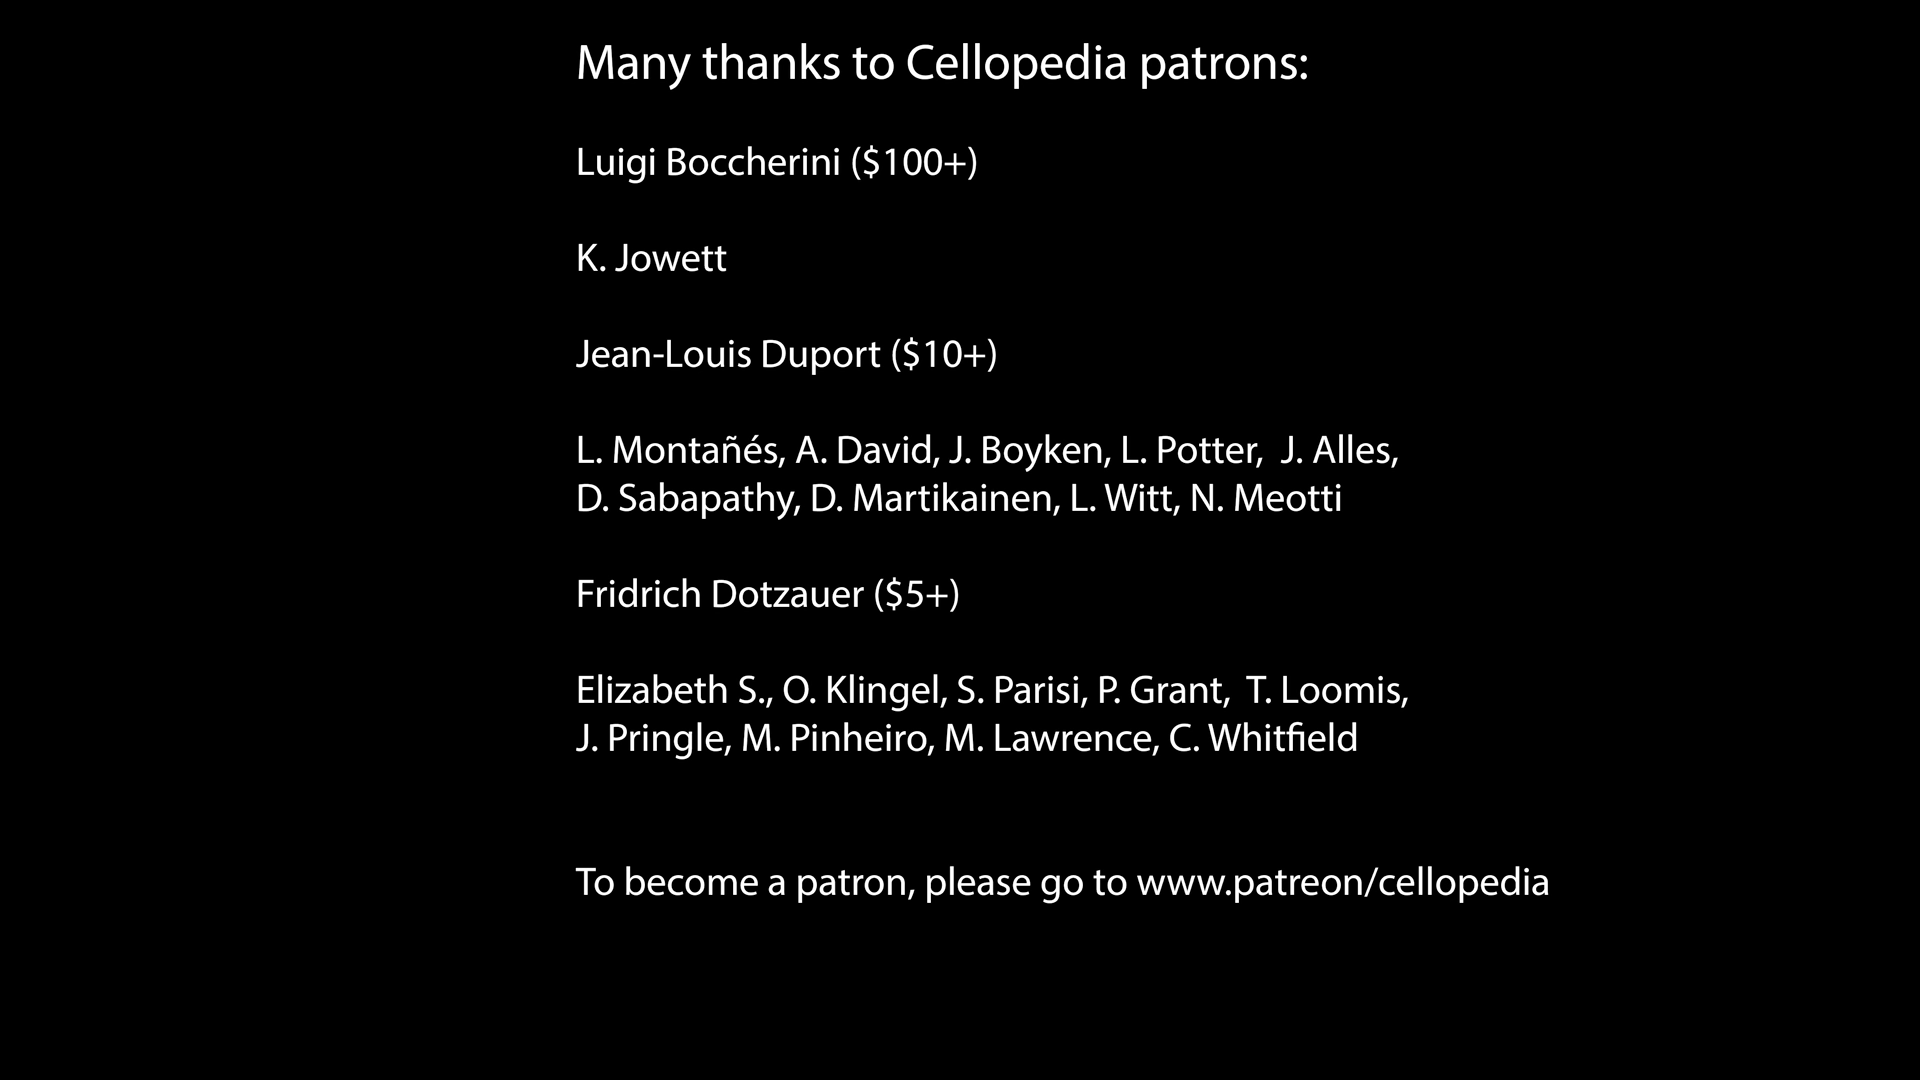 Many thanks to Cellopedia patrons:
Luigi Boccherini ($100+)
K. Jowett
Jean-Louis Duport ($10+)
L. Montañés, A. David, J. Boyken, L. Potter,  J. Alles,
D. Sabapathy, D. Martikainen, L. Witt, N. Meotti
Fridrich Dotzauer ($5+)
Elizabeth S., O. Klingel, S. Parisi, P. Grant,  T. Loomis,
J. Pringle, M. Pinheiro, M. Lawrence, C. Whitfield
To become a patron, please go to www.patreon/cellopedia